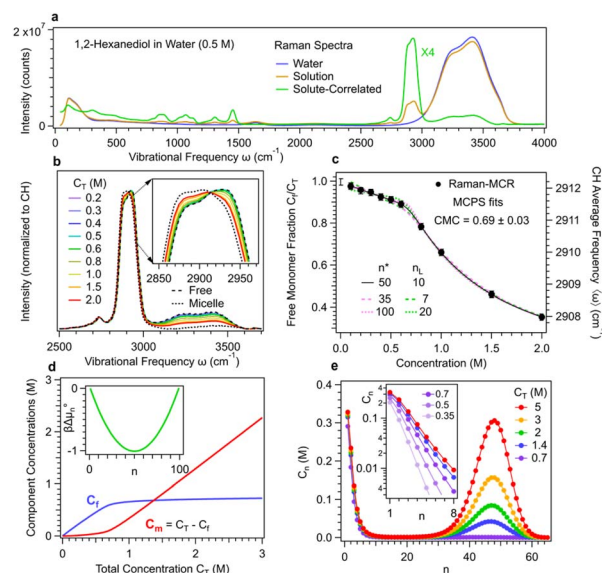 a
2 x10⁷
1,2-Hexanediol in Water (0.5 M)
Raman Spectra
Water
Solution
Solute-Correlated
X4
Intensity (counts)
0
0 500 1000 1500 2000 2500 3000 3500 4000
Vibrational Frequency ω (cm⁻¹)
b
C_T (M)
0.2
0.3
0.4
0.5
0.6
0.8
1.0
1.5
2.0
2850 2900 2950
Free
Micelle
Intensity (normalized to CH)
2500 3000 3500
Vibrational Frequency ω (cm⁻¹)
c
Raman-MCR
MCPS fits
CMC = 0.69 ± 0.03
n* n_L
50 10
35 7
100 20
Free Monomer Fraction C_f/C_T
1.0
0.8
0.6
0.4
CH Average Frequency ⟨ω⟩ (cm⁻¹)
2912
2911
2910
2909
2908
0.0 0.5 1.0 1.5 2.0
Concentration (M)
d
Component Concentrations (M)
3
2
1
0
βΔμ°ₙ
0
-1
0 n 100
C_f
C_m = C_T - C_f
0 1 2 3
Total Concentration C_T (M)
e
C_n (M)
0.4
0.3
0.2
0.1
0.0
C_n
4
2
0.1
4
2
0.01
4
1 n 8
0.7
0.5
0.35
C_T (M)
5
3
2
1.4
0.7
0 10 20 30 40 50 60
n